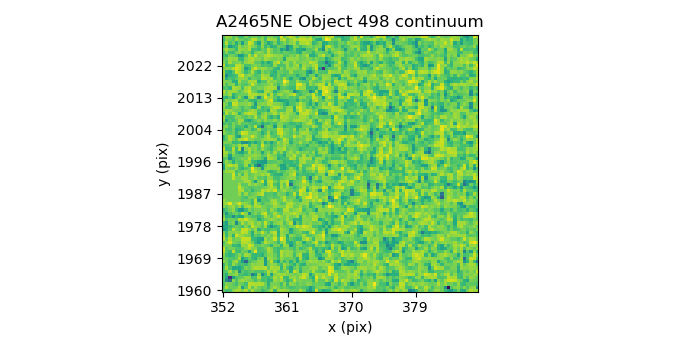 A2465NE Object 498 continuum
2022
2013
2004
1996
1987
1978
1969
1960
y (pix)
352 361 370 379
x (pix)